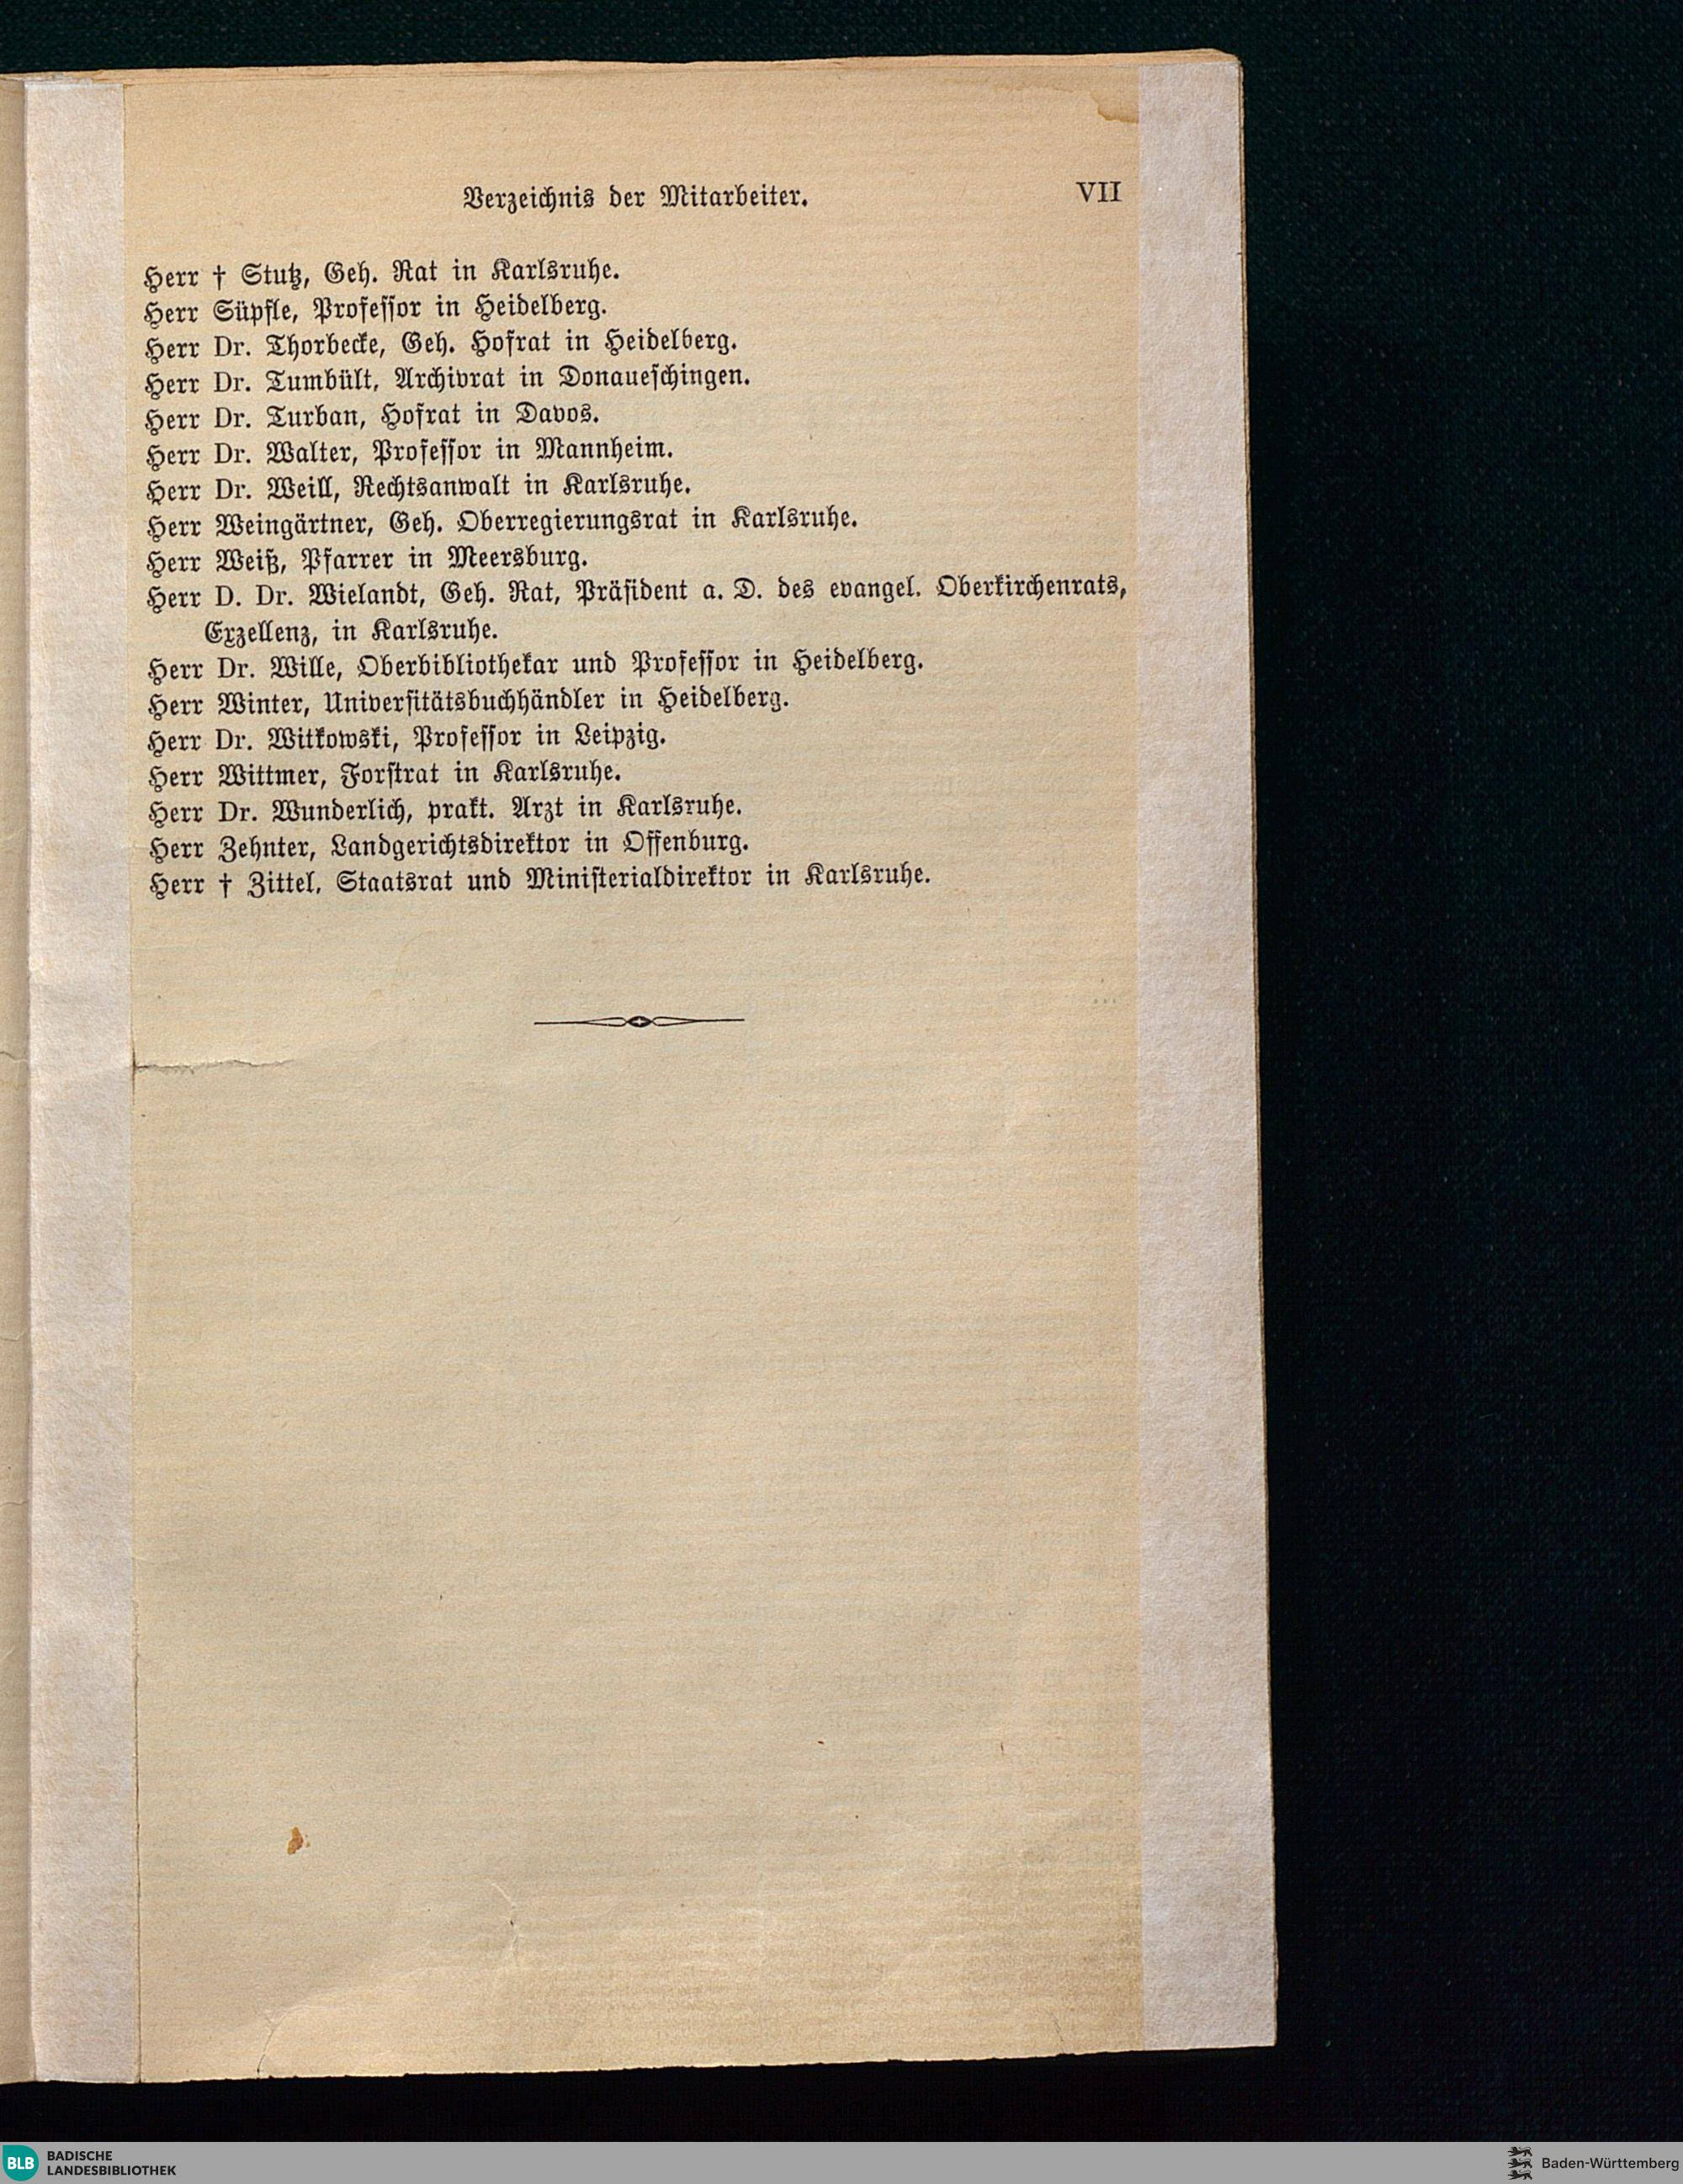 Verzeichnis der Mitarbeiter. VII
Herr † Stutz, Geh. Rat in Karlsruhe.
Herr Süpfle, Professor in Heidelberg.
Herr Dr. Thorbecke, Geh. Hofrat in Heidelberg.
Herr Dr. Tumbült, Archivrat in Donaueschingen.
Herr Dr. Turban, Hofrat in Davos.
Herr Dr. Walter, Professor in Mannheim.
Herr Dr. Weill, Rechtsanwalt in Karlsruhe.
Herr Weingärtner, Geh. Oberregierungsrat in Karlsruhe.
Herr Weiß, Pfarrer in Meersburg.
Herr D. Dr. Wielandt, Geh. Rat, Präsident a. D. des evangel. Oberkirchenrats,
Exzellenz, in Karlsruhe.
Herr Dr. Wille, Oberbibliothekar und Professor in Heidelberg.
Herr Winter, Universitätsbuchhändler in Heidelberg.
Herr Dr. Witkowski, Professor in Leipzig.
Herr Wittmer, Forstrat in Karlsruhe.
Herr Dr. Wunderlich, prakt. Arzt in Karlsruhe.
Herr Zehnter, Landgerichtsdirektor in Offenburg.
Herr † Zittel, Staatsrat und Ministerialdirektor in Karlsruhe.
BLB BADISCHE
LANDESBIBLIOTHEK
Baden-Württemberg